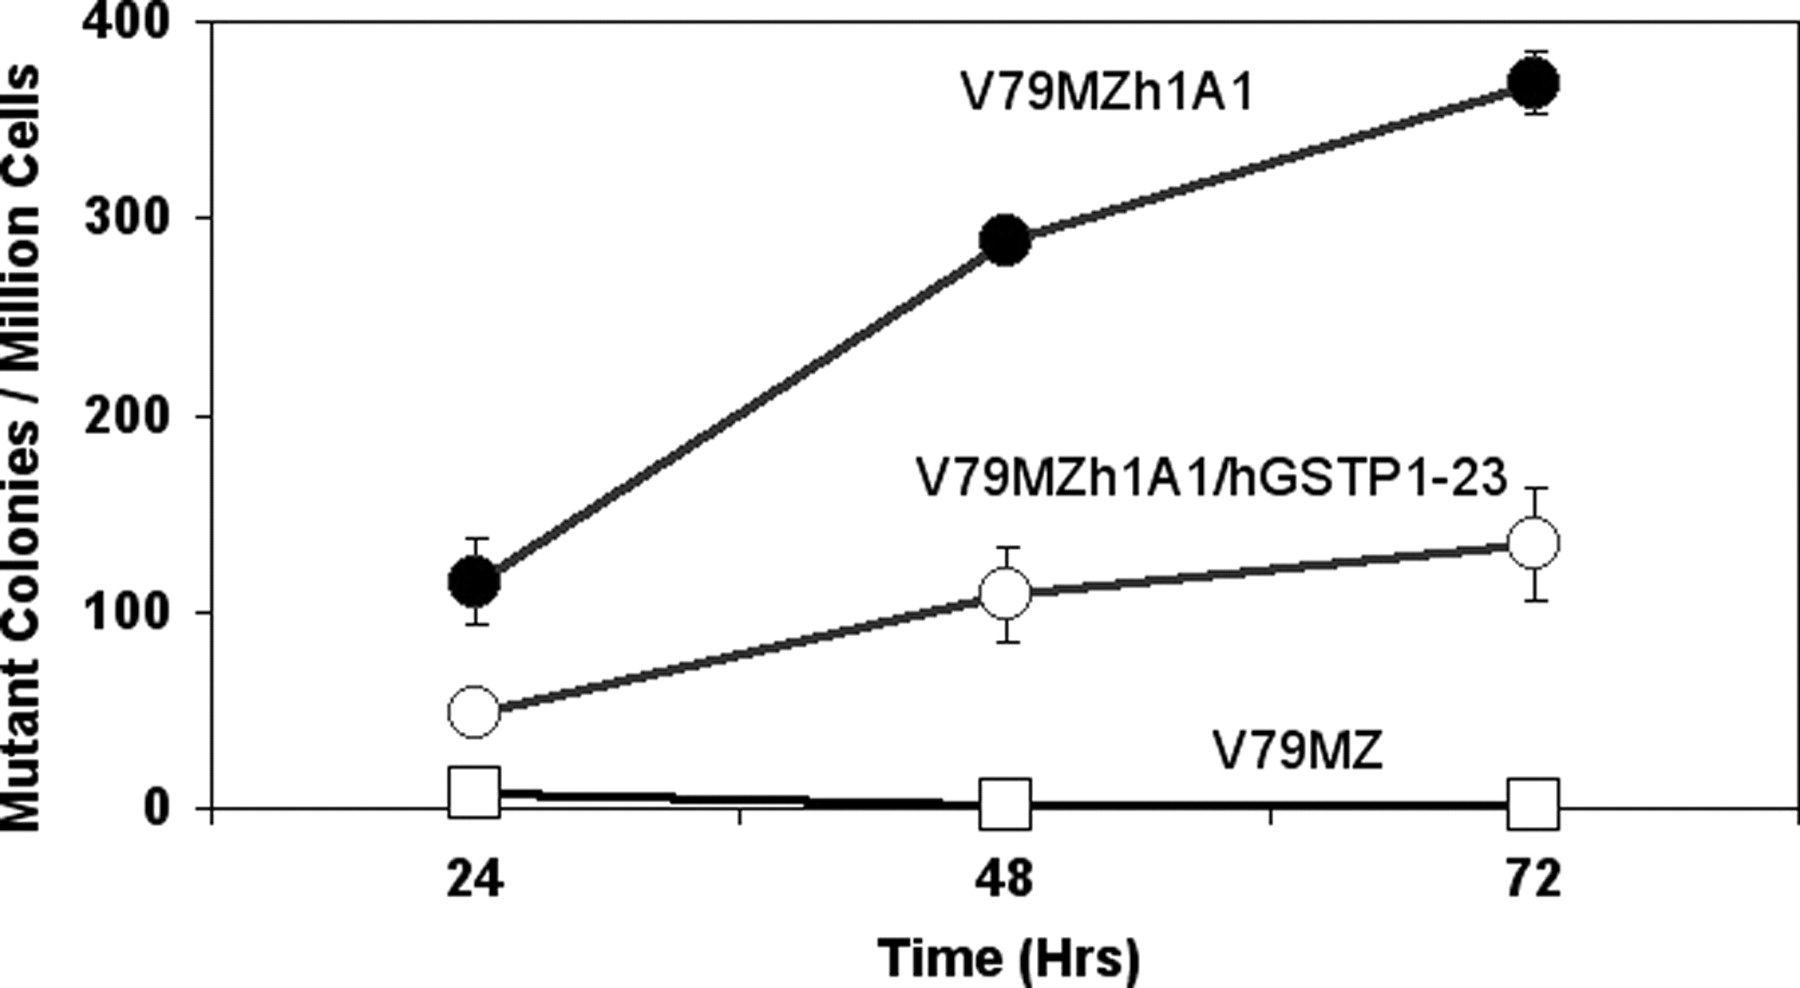 Mutant Colonies / Million Cells
400
300
200
100
0
V79MZh1A1
V79MZh1A1/hGSTP1-23
V79MZ
24 48 72
Time (Hrs)